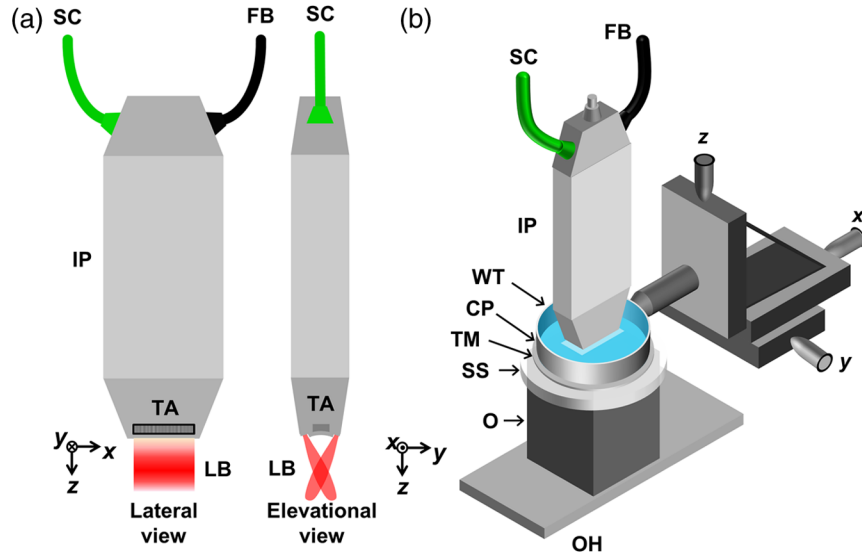 (a)
SC
FB
SC
IP
TA
TA
LB
LB
y
x
z
x
y
z
Lateral
view
Elevational
view
(b)
FB
SC
z
x
IP
WT
CP
TM
SS
O
y
OH